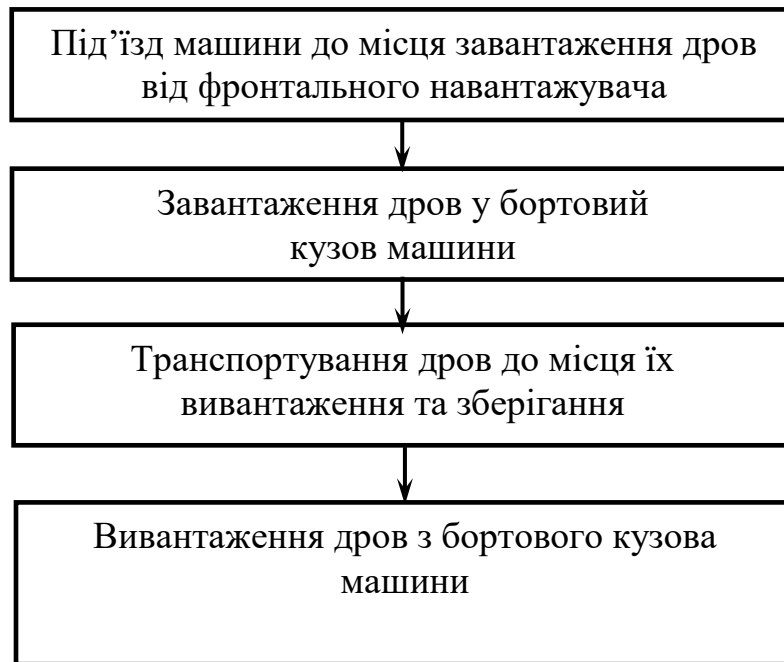 Під’їзд машини до місця завантаження дров
від фронтального навантажувача
Завантаження дров у бортовий
кузов машини
Транспортування дров до місця їх
вивантаження та зберігання
Вивантаження дров з бортового кузова
машини